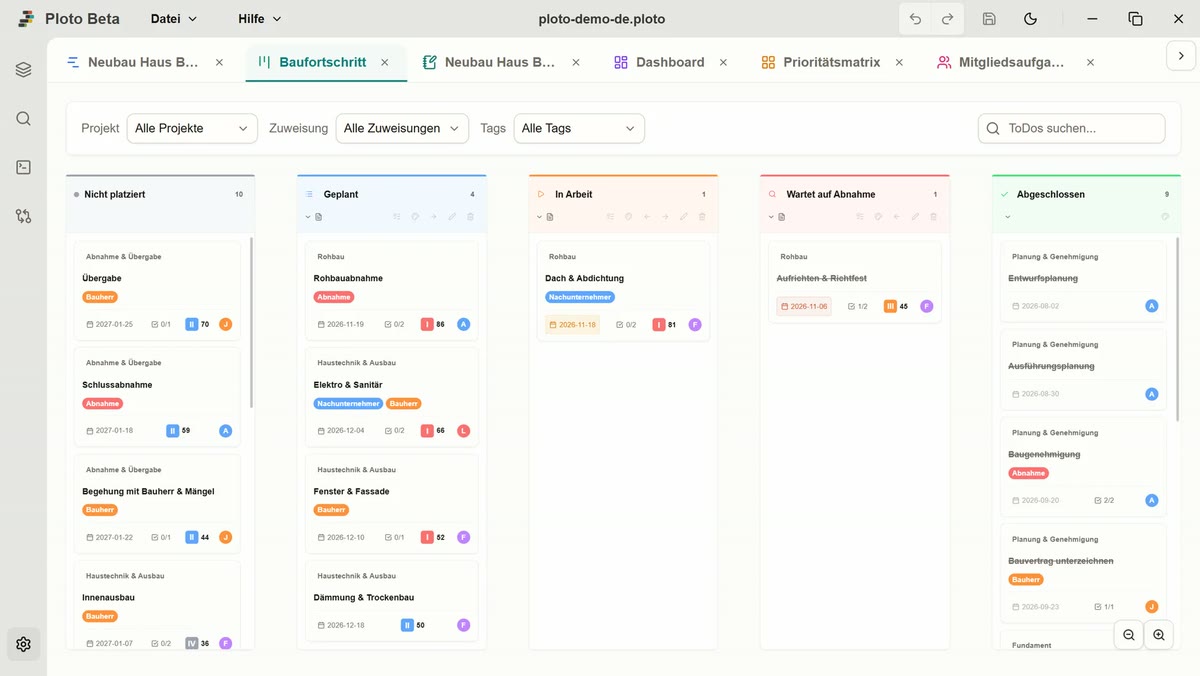 Ploto Beta
Datei
Hilfe
ploto-demo-de.ploto
Neubau Haus B...
Baufortschritt
Neubau Haus B...
Dashboard
Prioritätsmatrix
Mitgliedsaufga...
Projekt
Alle Projekte
Zuweisung
Alle Zuweisungen
Tags
Alle Tags
ToDos suchen...
Nicht platziert
10
Abnahme & Übergabe
Übergabe
Bauherr
2027-01-25
0/1
II
70
J
Abnahme & Übergabe
Schlussabnahme
Abnahme
2027-01-18
II
59
A
Abnahme & Übergabe
Begehung mit Bauherr & Mängel
Bauherr
2027-01-22
0/1
II
44
J
Haustechnik & Ausbau
Innenausbau
Bauherr
2027-01-07
0/2
IV
36
F
Geplant
4
Rohbau
Rohbauabnahme
Abnahme
2026-11-19
0/2
I
86
A
Haustechnik & Ausbau
Elektro & Sanitär
Nachunternehmer
Bauherr
2026-12-04
0/2
I
66
L
Haustechnik & Ausbau
Fenster & Fassade
Bauherr
2026-12-10
0/1
I
52
F
Haustechnik & Ausbau
Dämmung & Trockenbau
2026-12-18
II
50
F
In Arbeit
1
Rohbau
Dach & Abdichtung
Nachunternehmer
2026-11-18
0/2
I
81
F
Wartet auf Abnahme
1
Rohbau
Aufrichten & Richtfest
2026-11-06
1/2
III
45
F
Abgeschlossen
9
Planung & Genehmigung
Entwurfsplanung
2026-08-02
A
Planung & Genehmigung
Ausführungsplanung
2026-08-30
A
Planung & Genehmigung
Baugenehmigung
Abnahme
2026-09-20
2/2
A
Planung & Genehmigung
Bauvertrag unterzeichnen
Bauherr
2026-09-23
1/1
J
Fundament